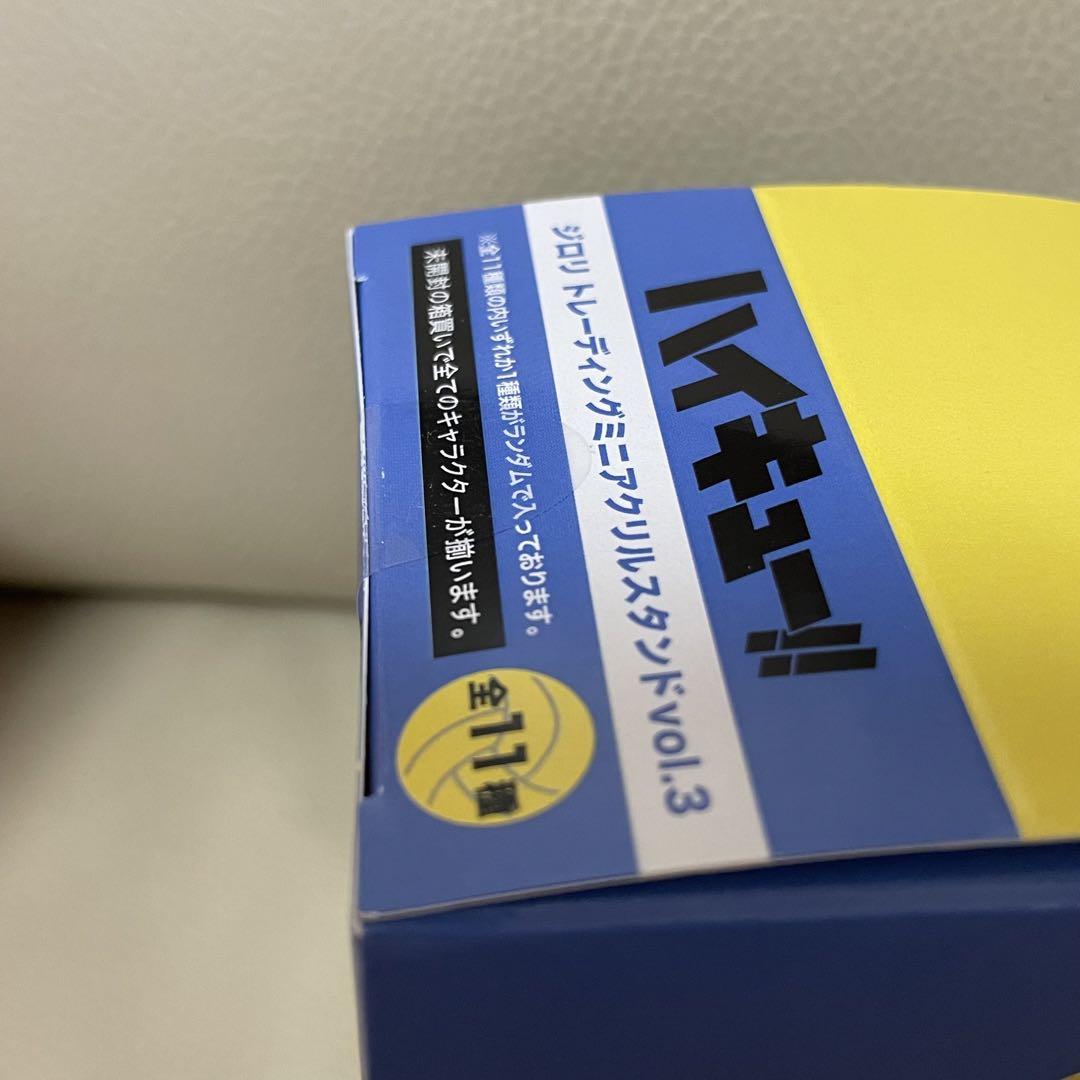 ハイキュー!!
ジロリ トレーディングミニアクリルスタンドvol.3
※全11種類の内いずれか1種類がランダムで入っております。
未開封の箱買いで全てのキャラクターが揃います。
全11種